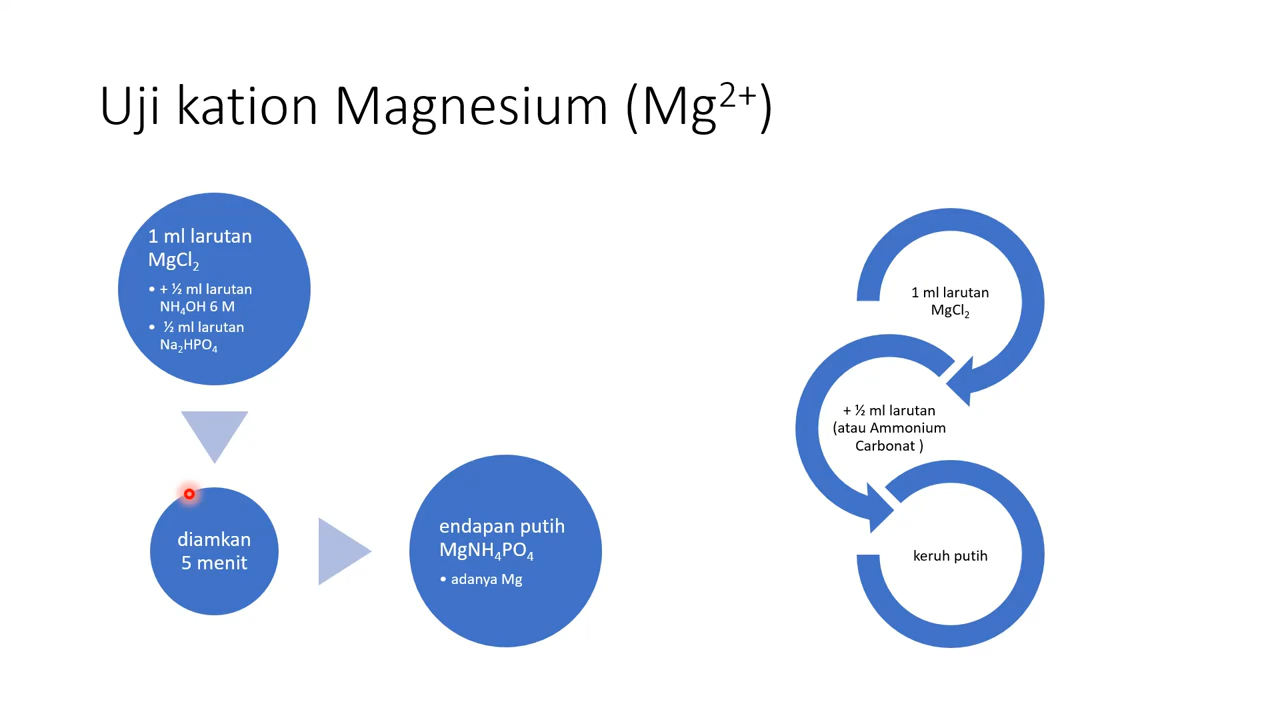 Uji kation Magnesium (Mg²⁺)
1 ml larutan
MgCl₂
• + ½ ml larutan
NH₄OH 6 M
• ½ ml larutan
Na₂HPO₄
diamkan
5 menit
endapan putih
MgNH₄PO₄
• adanya Mg
1 ml larutan
MgCl₂
+ ½ ml larutan
(atau Ammonium
Carbonat )
keruh putih